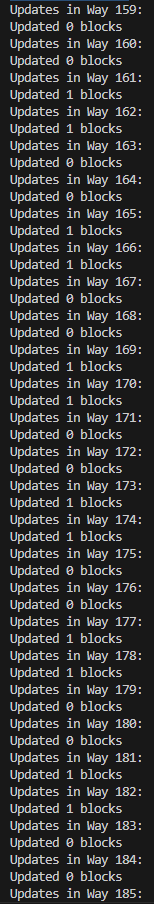 Updates in Way 159:
Updated 0 blocks
Updates in Way 160:
Updated 0 blocks
Updates in Way 161:
Updated 1 blocks
Updates in Way 162:
Updated 1 blocks
Updates in Way 163:
Updated 0 blocks
Updates in Way 164:
Updated 0 blocks
Updates in Way 165:
Updated 1 blocks
Updates in Way 166:
Updated 1 blocks
Updates in Way 167:
Updated 0 blocks
Updates in Way 168:
Updated 0 blocks
Updates in Way 169:
Updated 1 blocks
Updates in Way 170:
Updated 1 blocks
Updates in Way 171:
Updated 0 blocks
Updates in Way 172:
Updated 0 blocks
Updates in Way 173:
Updated 1 blocks
Updates in Way 174:
Updated 1 blocks
Updates in Way 175:
Updated 0 blocks
Updates in Way 176:
Updated 0 blocks
Updates in Way 177:
Updated 1 blocks
Updates in Way 178:
Updated 1 blocks
Updates in Way 179:
Updated 0 blocks
Updates in Way 180:
Updated 0 blocks
Updates in Way 181:
Updated 1 blocks
Updates in Way 182:
Updated 1 blocks
Updates in Way 183:
Updated 0 blocks
Updates in Way 184:
Updated 0 blocks
Updates in Way 185: